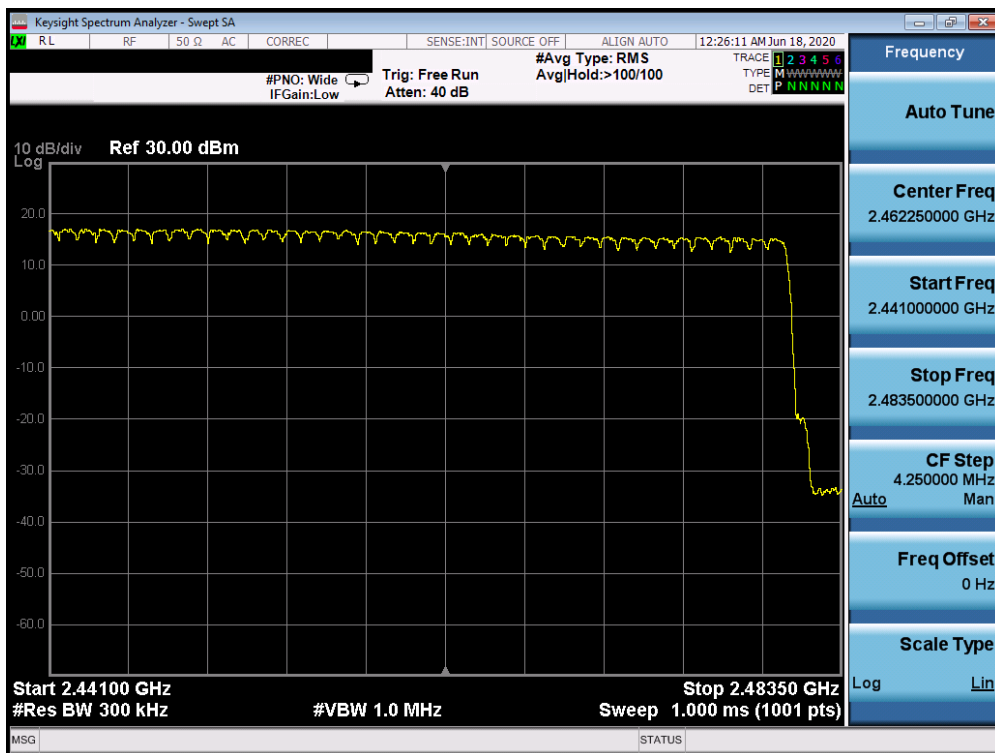 Keysight Spectrum Analyzer - Swept SA
LXI RL RF 50 Ω AC CORREC SENSE:INT SOURCE OFF ALIGN AUTO 12:26:11 AM Jun 18, 2020
#PNO: Wide
IFGain:Low
Trig: Free Run
Atten: 40 dB
#Avg Type: RMS
Avg|Hold:>100/100
TRACE 1 2 3 4 5 6
TYPE M WWWWW
DET P N N N N N
10 dB/div
Log
Ref 30.00 dBm
20.0
10.0
0.00
-10.0
-20.0
-30.0
-40.0
-50.0
-60.0
Start 2.44100 GHz
#Res BW 300 kHz
#VBW 1.0 MHz
Stop 2.48350 GHz
Sweep 1.000 ms (1001 pts)
MSG
STATUS
Frequency
Auto Tune
Center Freq
2.462250000 GHz
Start Freq
2.441000000 GHz
Stop Freq
2.483500000 GHz
CF Step
4.250000 MHz
Auto Man
Freq Offset
0 Hz
Scale Type
Log Lin